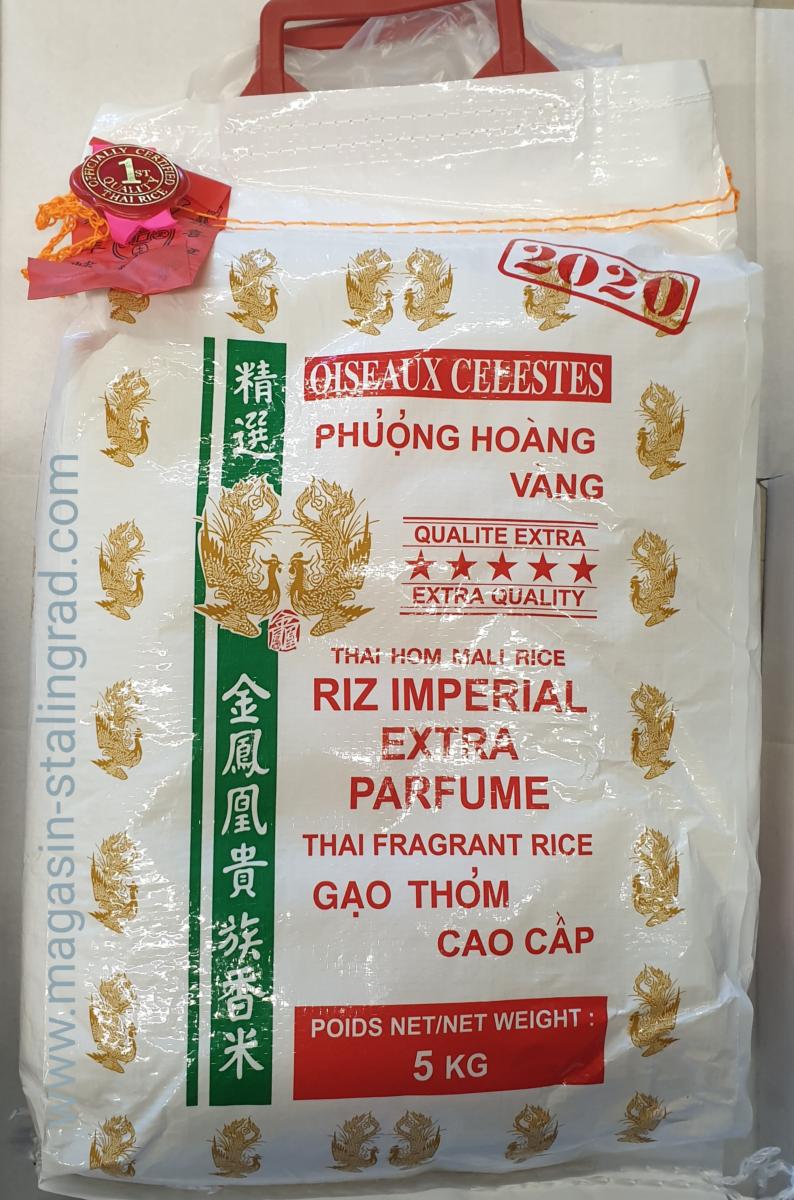 OFFICIALLY CERTIFIED
1ST
QUALITY
THAI RICE
2020
精選
金鳳凰貴族香米
OISEAUX CELESTES
PHƯỢNG HOÀNG
VÀNG
QUALITE EXTRA
EXTRA QUALITY
THAI HOM MALI RICE
RIZ IMPERIAL
EXTRA
PARFUME
THAI FRAGRANT RICE
GẠO THƠM
CAO CẦP
POIDS NET/NET WEIGHT :
5 KG
www.magasin-stalingrad.com